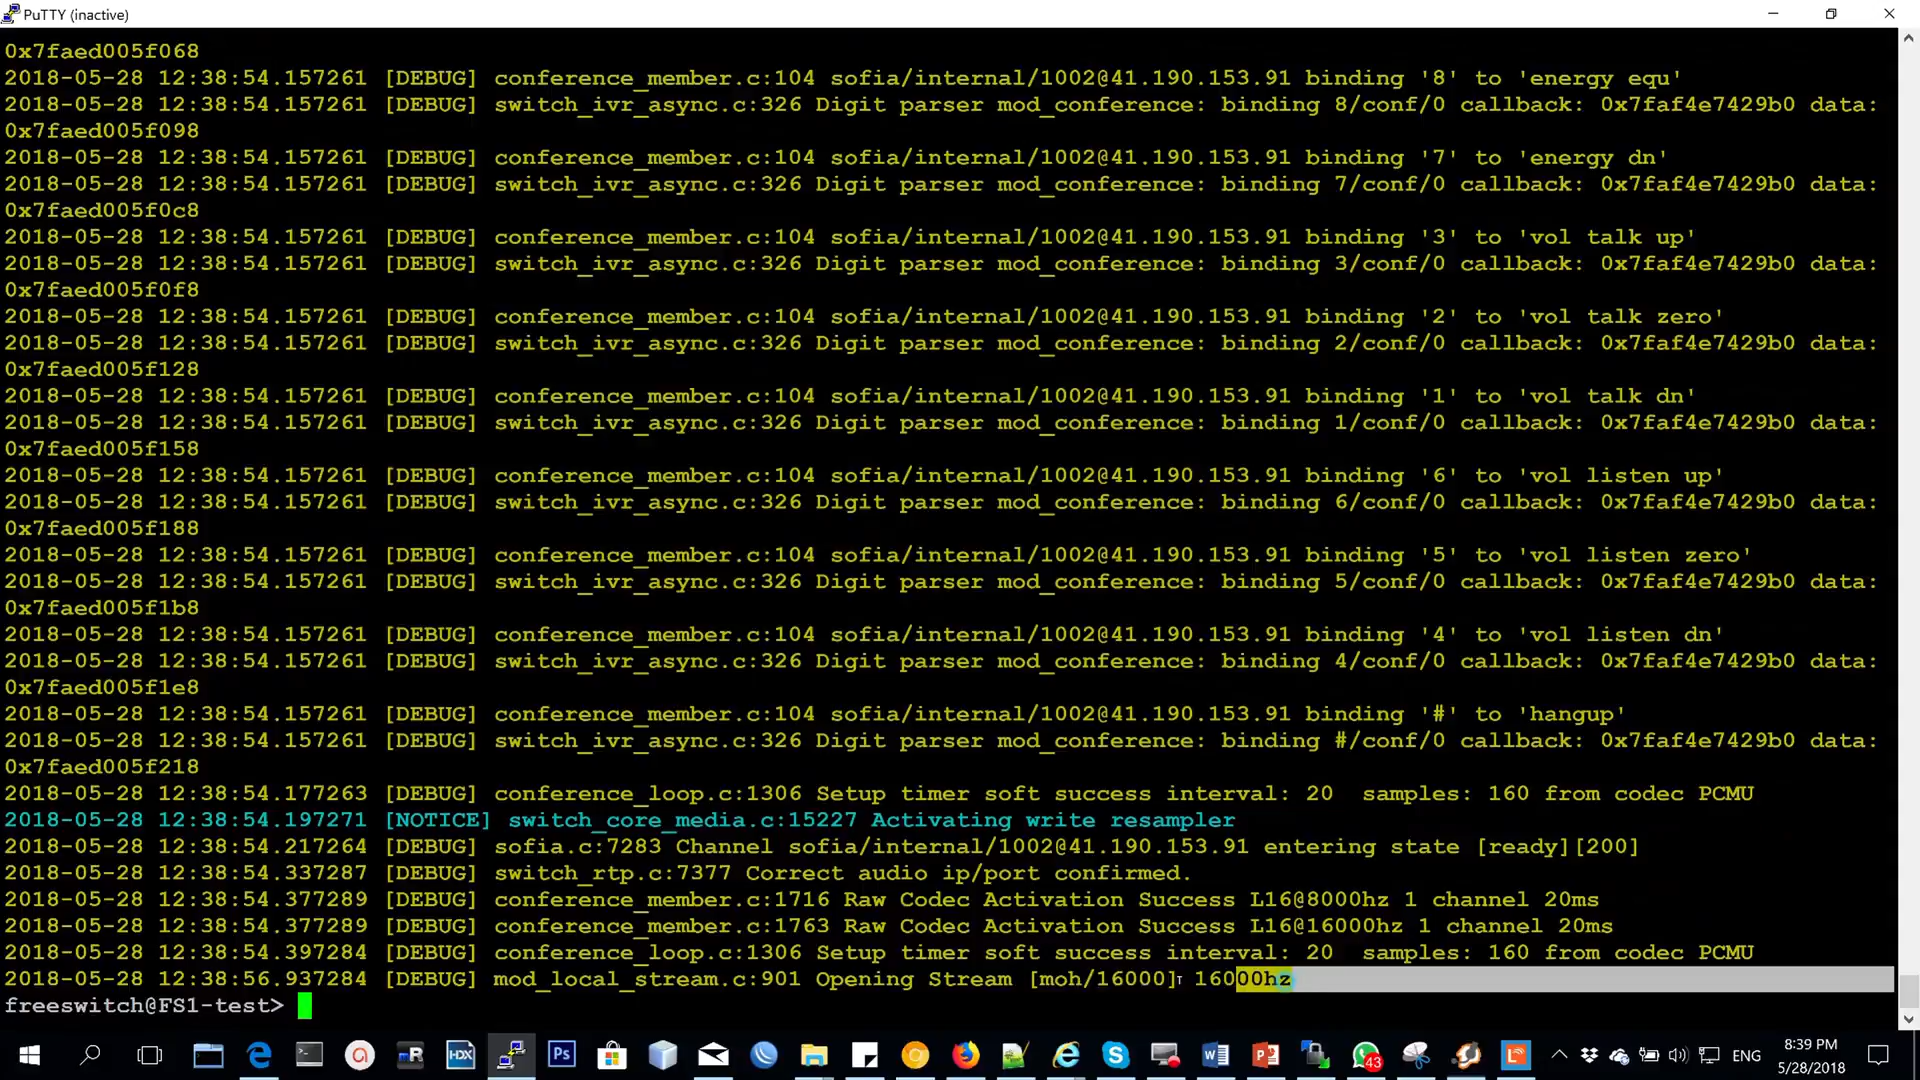 PuTTY (inactive)
0x7faed005f068
2018-05-28 12:38:54.157261 [DEBUG] conference_member.c:104 sofia/internal/1002@41.190.153.91 binding '8' to 'energy equ'
2018-05-28 12:38:54.157261 [DEBUG] switch_ivr_async.c:326 Digit parser mod_conference: binding 8/conf/0 callback: 0x7faf4e7429b0 data:
0x7faed005f098
2018-05-28 12:38:54.157261 [DEBUG] conference_member.c:104 sofia/internal/1002@41.190.153.91 binding '7' to 'energy dn'
2018-05-28 12:38:54.157261 [DEBUG] switch_ivr_async.c:326 Digit parser mod_conference: binding 7/conf/0 callback: 0x7faf4e7429b0 data:
0x7faed005f0c8
2018-05-28 12:38:54.157261 [DEBUG] conference_member.c:104 sofia/internal/1002@41.190.153.91 binding '3' to 'vol talk up'
2018-05-28 12:38:54.157261 [DEBUG] switch_ivr_async.c:326 Digit parser mod_conference: binding 3/conf/0 callback: 0x7faf4e7429b0 data:
0x7faed005f0f8
2018-05-28 12:38:54.157261 [DEBUG] conference_member.c:104 sofia/internal/1002@41.190.153.91 binding '2' to 'vol talk zero'
2018-05-28 12:38:54.157261 [DEBUG] switch_ivr_async.c:326 Digit parser mod_conference: binding 2/conf/0 callback: 0x7faf4e7429b0 data:
0x7faed005f128
2018-05-28 12:38:54.157261 [DEBUG] conference_member.c:104 sofia/internal/1002@41.190.153.91 binding '1' to 'vol talk dn'
2018-05-28 12:38:54.157261 [DEBUG] switch_ivr_async.c:326 Digit parser mod_conference: binding 1/conf/0 callback: 0x7faf4e7429b0 data:
0x7faed005f158
2018-05-28 12:38:54.157261 [DEBUG] conference_member.c:104 sofia/internal/1002@41.190.153.91 binding '6' to 'vol listen up'
2018-05-28 12:38:54.157261 [DEBUG] switch_ivr_async.c:326 Digit parser mod_conference: binding 6/conf/0 callback: 0x7faf4e7429b0 data:
0x7faed005f188
2018-05-28 12:38:54.157261 [DEBUG] conference_member.c:104 sofia/internal/1002@41.190.153.91 binding '5' to 'vol listen zero'
2018-05-28 12:38:54.157261 [DEBUG] switch_ivr_async.c:326 Digit parser mod_conference: binding 5/conf/0 callback: 0x7faf4e7429b0 data:
0x7faed005f1b8
2018-05-28 12:38:54.157261 [DEBUG] conference_member.c:104 sofia/internal/1002@41.190.153.91 binding '4' to 'vol listen dn'
2018-05-28 12:38:54.157261 [DEBUG] switch_ivr_async.c:326 Digit parser mod_conference: binding 4/conf/0 callback: 0x7faf4e7429b0 data:
0x7faed005f1e8
2018-05-28 12:38:54.157261 [DEBUG] conference_member.c:104 sofia/internal/1002@41.190.153.91 binding '#' to 'hangup'
2018-05-28 12:38:54.157261 [DEBUG] switch_ivr_async.c:326 Digit parser mod_conference: binding #/conf/0 callback: 0x7faf4e7429b0 data:
0x7faed005f218
2018-05-28 12:38:54.177263 [DEBUG] conference_loop.c:1306 Setup timer soft success interval: 20  samples: 160 from codec PCMU
2018-05-28 12:38:54.197271 [NOTICE] switch_core_media.c:15227 Activating write resampler
2018-05-28 12:38:54.217264 [DEBUG] sofia.c:7283 Channel sofia/internal/1002@41.190.153.91 entering state [ready][200]
2018-05-28 12:38:54.337287 [DEBUG] switch_rtp.c:7377 Correct audio ip/port confirmed.
2018-05-28 12:38:54.377289 [DEBUG] conference_member.c:1716 Raw Codec Activation Success L16@8000hz 1 channel 20ms
2018-05-28 12:38:54.377289 [DEBUG] conference_member.c:1763 Raw Codec Activation Success L16@16000hz 1 channel 20ms
2018-05-28 12:38:54.397284 [DEBUG] conference_loop.c:1306 Setup timer soft success interval: 20  samples: 160 from codec PCMU
2018-05-28 12:38:56.937284 [DEBUG] mod_local_stream.c:901 Opening Stream [moh/16000] 16000hz
freeswitch@FS1-test>
HDX
Ps
43
ENG
8:39 PM
5/28/2018